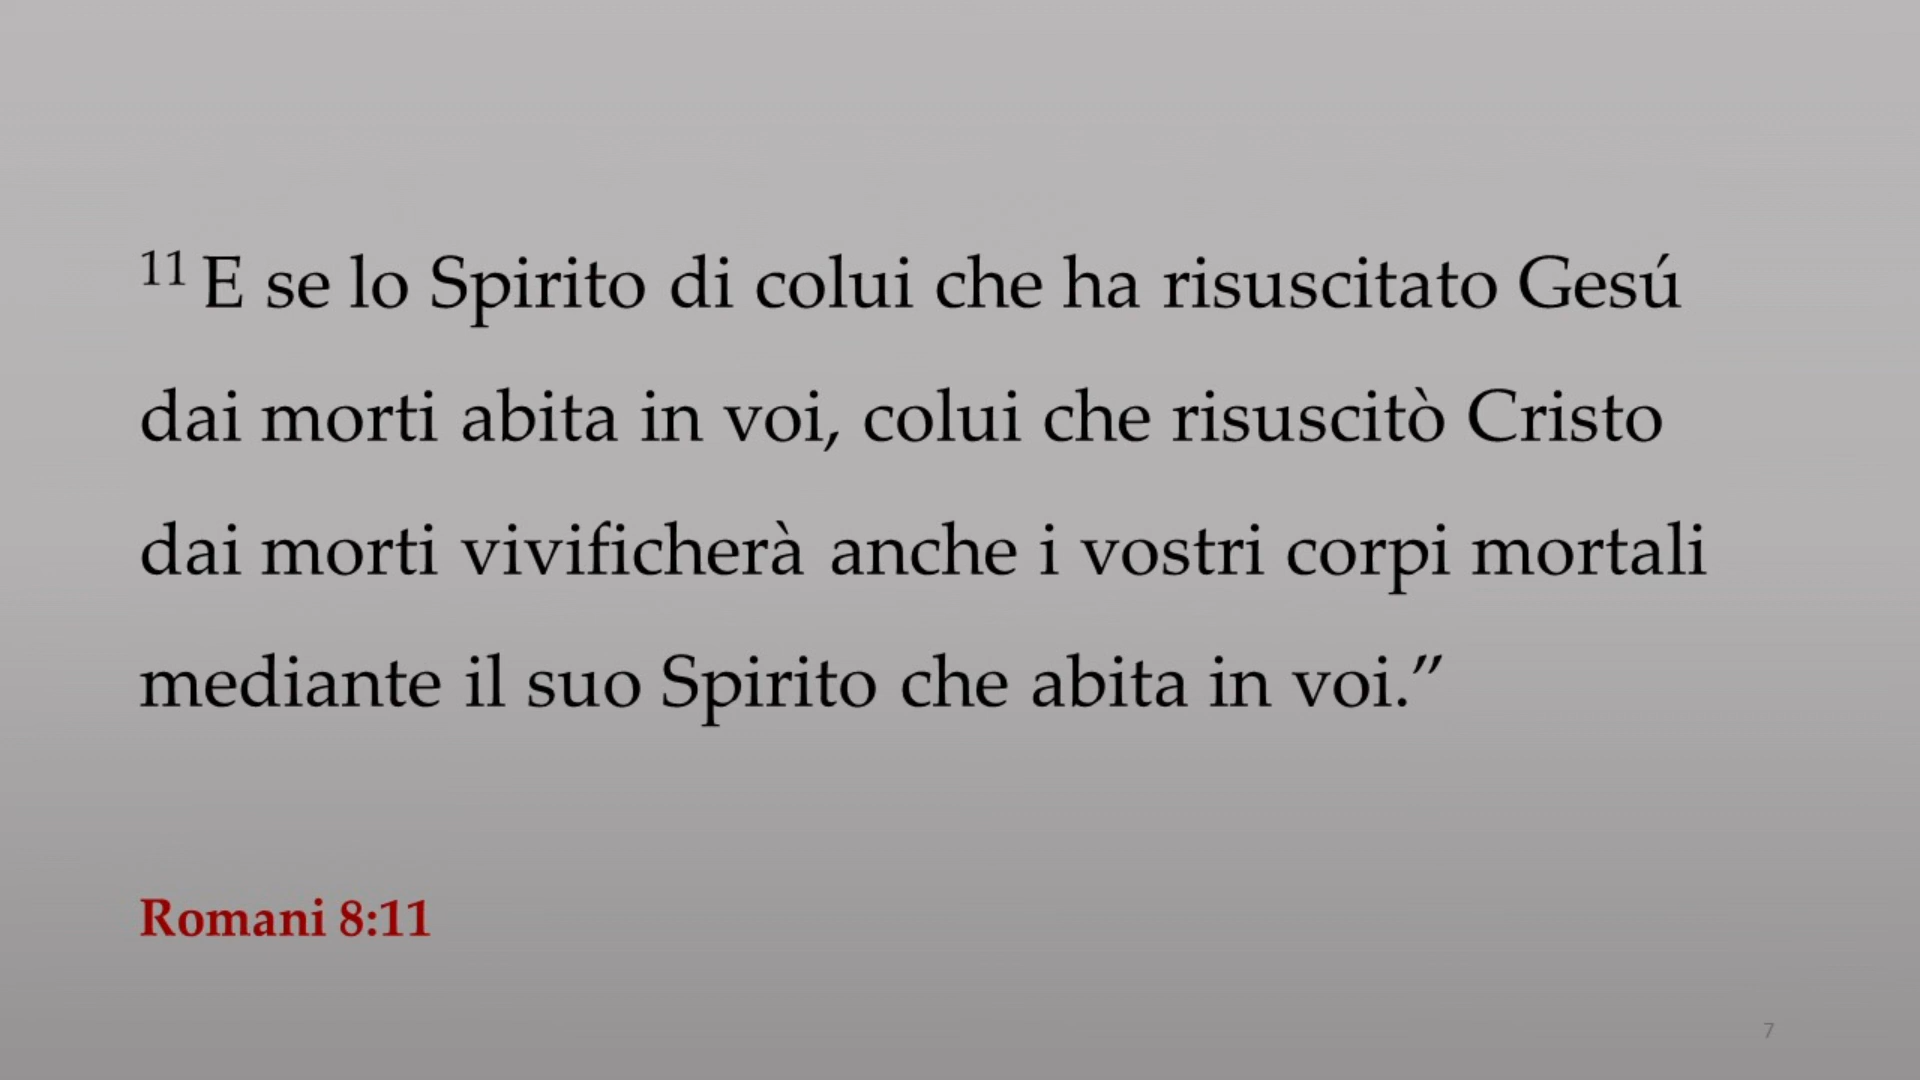 11 E se lo Spirito di colui che ha risuscitato Gesú
dai morti abita in voi, colui che risuscitò Cristo
dai morti vivificherà anche i vostri corpi mortali
mediante il suo Spirito che abita in voi.”
Romani 8:11
7